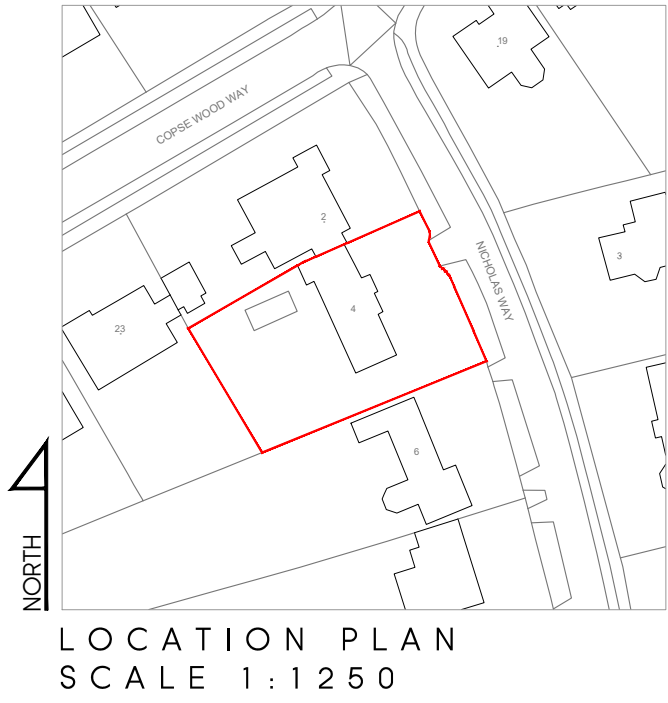 19
COPSE WOOD WAY
2
NICHOLAS WAY
3
4
23
6
NORTH
LOCATION PLAN
SCALE 1:1250